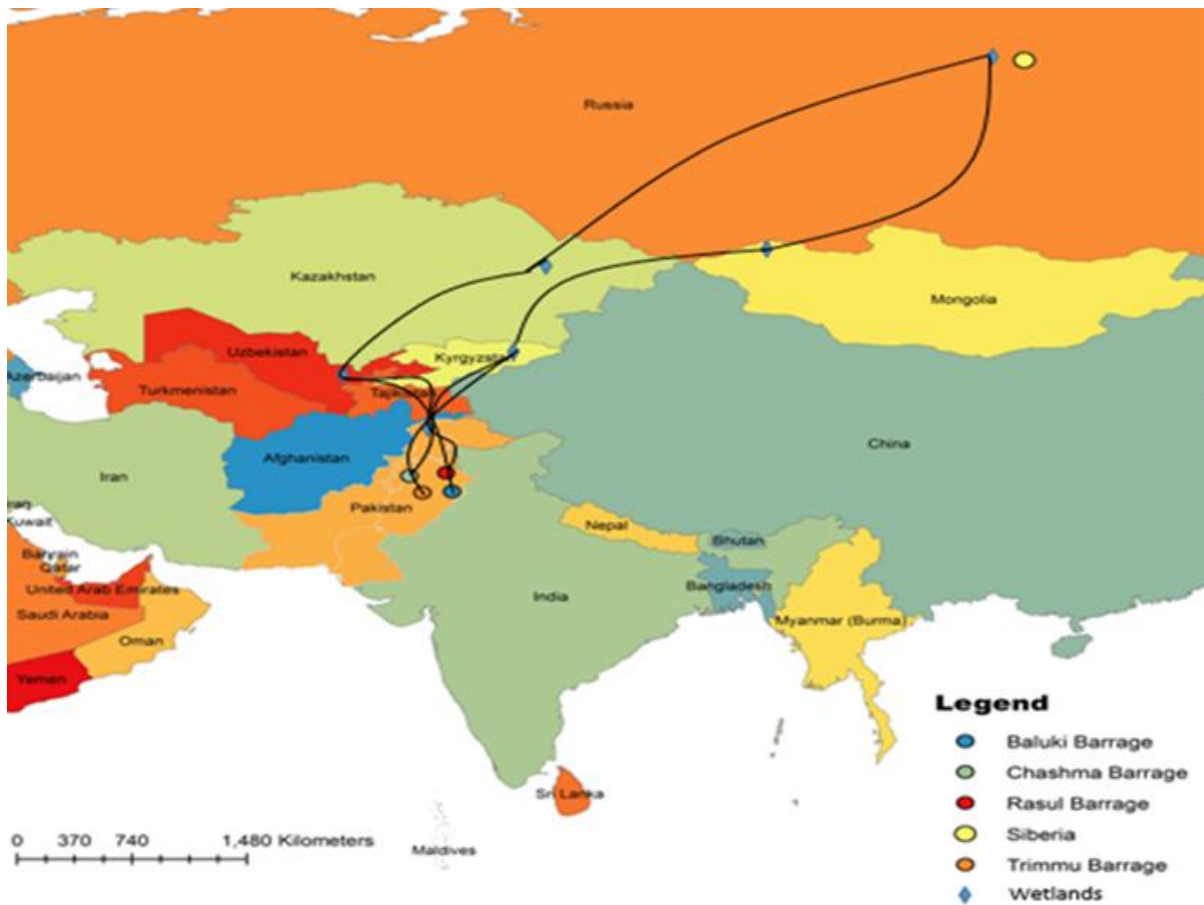 Russia
Kazakhstan
Mongolia
Uzbekistan
Kyrgyzstan
Azerbaijan
Turkmenistan
Tajikistan
China
Afghanistan
Iran
Pakistan
Iraq
Kuwait
Nepal
Bahrain
Qatar
Bhutan
United Arab Emirates
Bangladesh
India
Saudi Arabia
Myanmar (Burma)
Oman
Yemen
Sri Lanka
Maldives
Legend
Baluki Barrage
Chashma Barrage
Rasul Barrage
Siberia
Trimmu Barrage
Wetlands
0 370 740 1,480 Kilometers